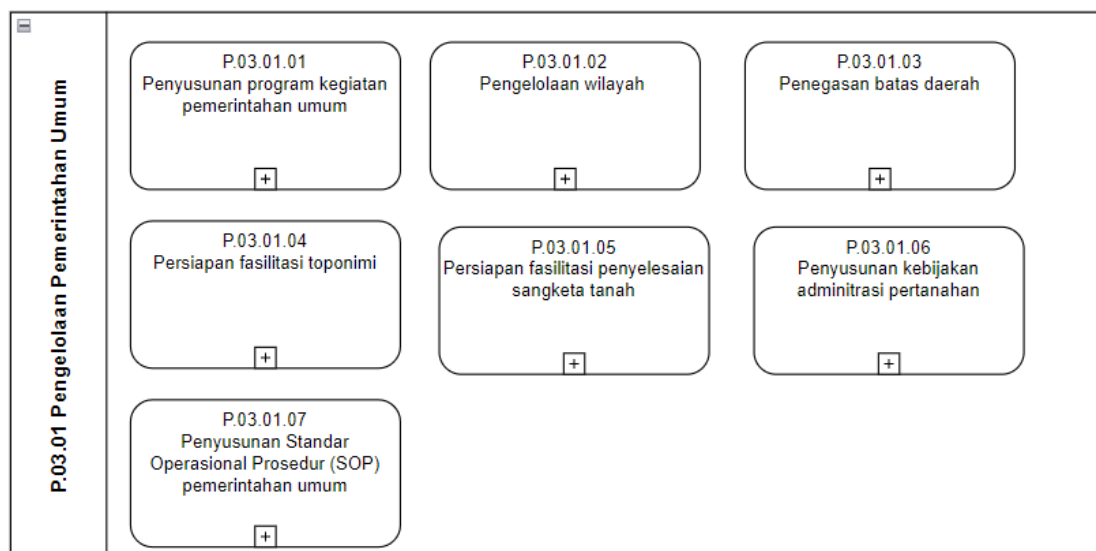 P.03.01 Pengelolaan Pemerintahan Umum
P.03.01.01
Penyusunan program kegiatan
pemerintahan umum
P.03.01.02
Pengelolaan wilayah
P.03.01.03
Penegasan batas daerah
P.03.01.04
Persiapan fasilitasi toponimi
P.03.01.05
Persiapan fasilitasi penyelesaian
sangketa tanah
P.03.01.06
Penyusunan kebijakan
adminitrasi pertanahan
P.03.01.07
Penyusunan Standar
Operasional Prosedur (SOP)
pemerintahan umum